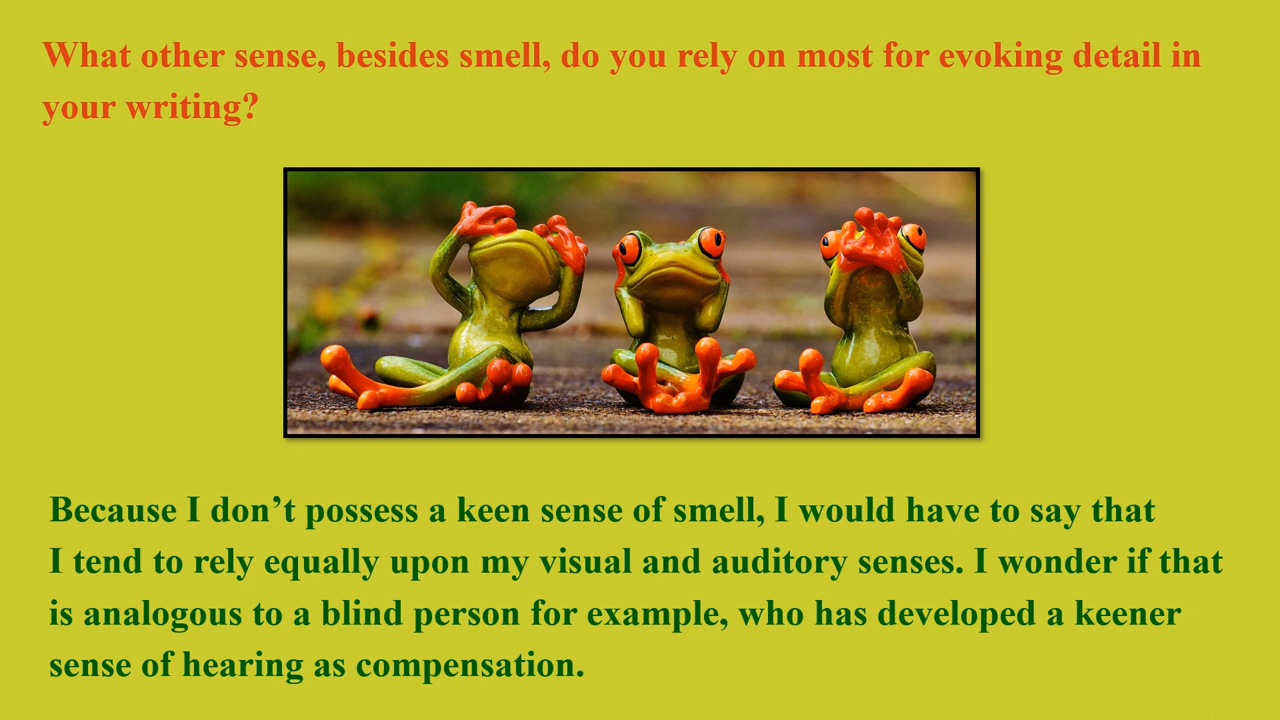 What other sense, besides smell, do you rely on most for evoking detail in
your writing?
Because I don’t possess a keen sense of smell, I would have to say that
I tend to rely equally upon my visual and auditory senses. I wonder if that
is analogous to a blind person for example, who has developed a keener
sense of hearing as compensation.